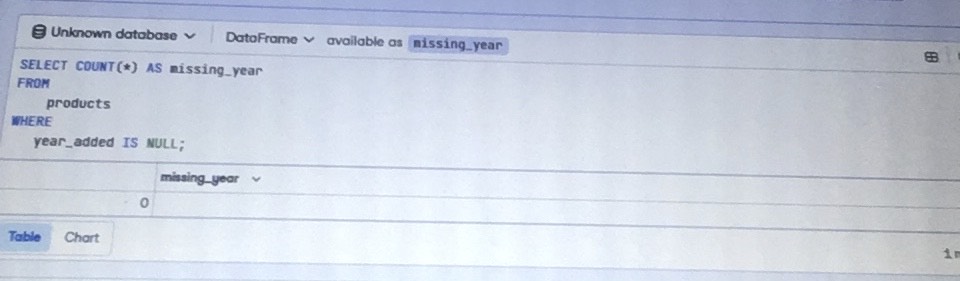 Unknown database DataFrame available as missing_year
SELECT COUNT(*) AS missing_year
FROM
products
WHERE
year_added IS NULL;
missing_year
0
Table Chart